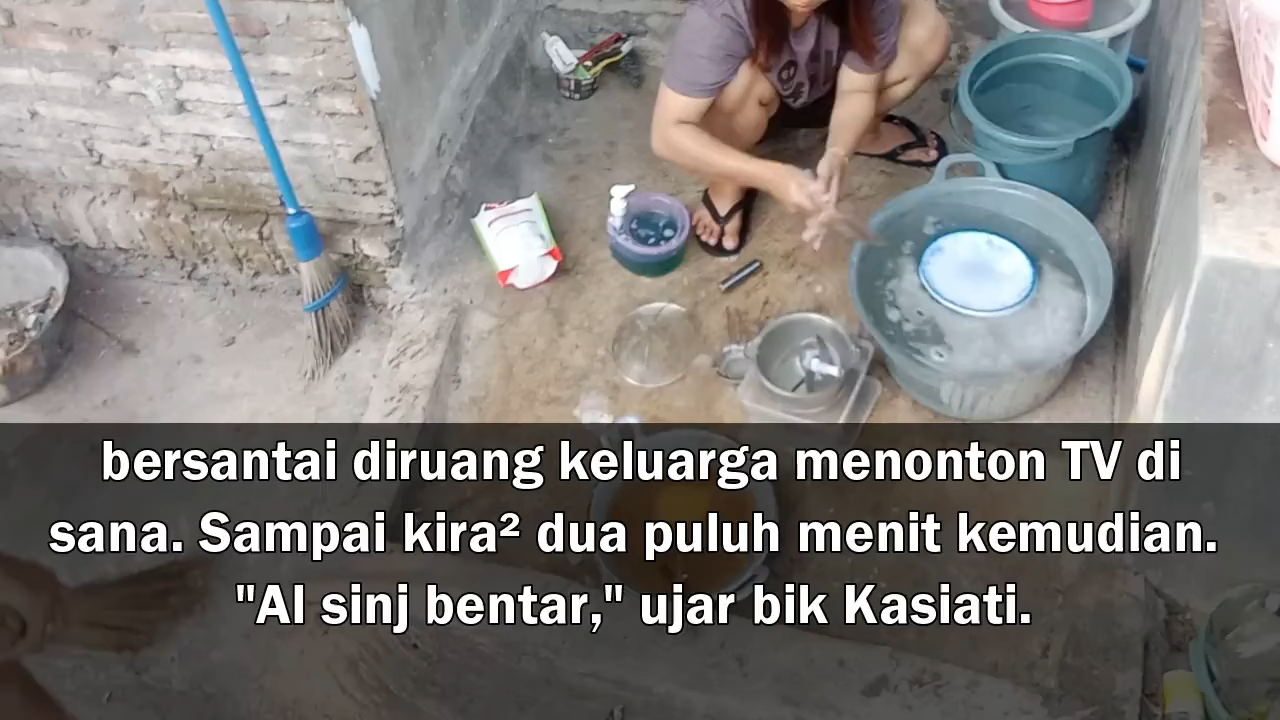 bersantai diruang keluarga menonton TV di
sana. Sampai kira² dua puluh menit kemudian.
"Al sinj bentar," ujar bik Kasiati.